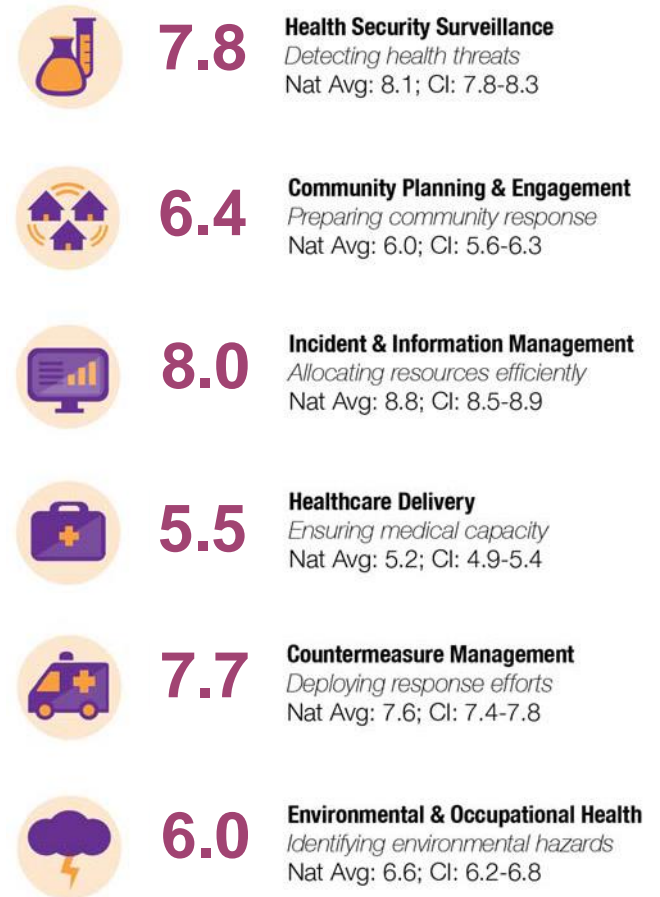 7.8
Health Security Surveillance
Detecting health threats
Nat Avg: 8.1; CI: 7.8-8.3
6.4
Community Planning & Engagement
Preparing community response
Nat Avg: 6.0; CI: 5.6-6.3
8.0
Incident & Information Management
Allocating resources efficiently
Nat Avg: 8.8; CI: 8.5-8.9
5.5
Healthcare Delivery
Ensuring medical capacity
Nat Avg: 5.2; CI: 4.9-5.4
7.7
Countermeasure Management
Deploying response efforts
Nat Avg: 7.6; CI: 7.4-7.8
6.0
Environmental & Occupational Health
Identifying environmental hazards
Nat Avg: 6.6; CI: 6.2-6.8